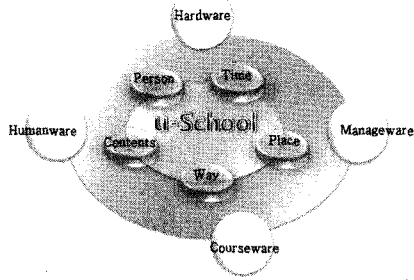 Hardware
Person
Time
u-School
Humanware
Manageware
Contents
Place
Way
Courseware